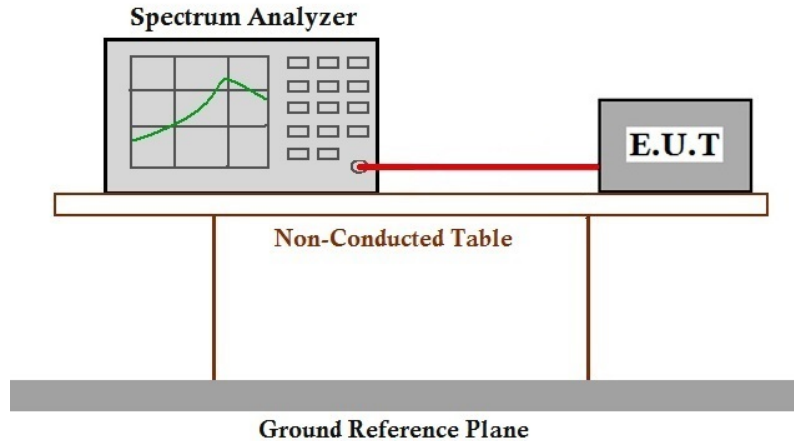 Spectrum Analyzer
E.U.T
Non-Conducted Table
Ground Reference Plane